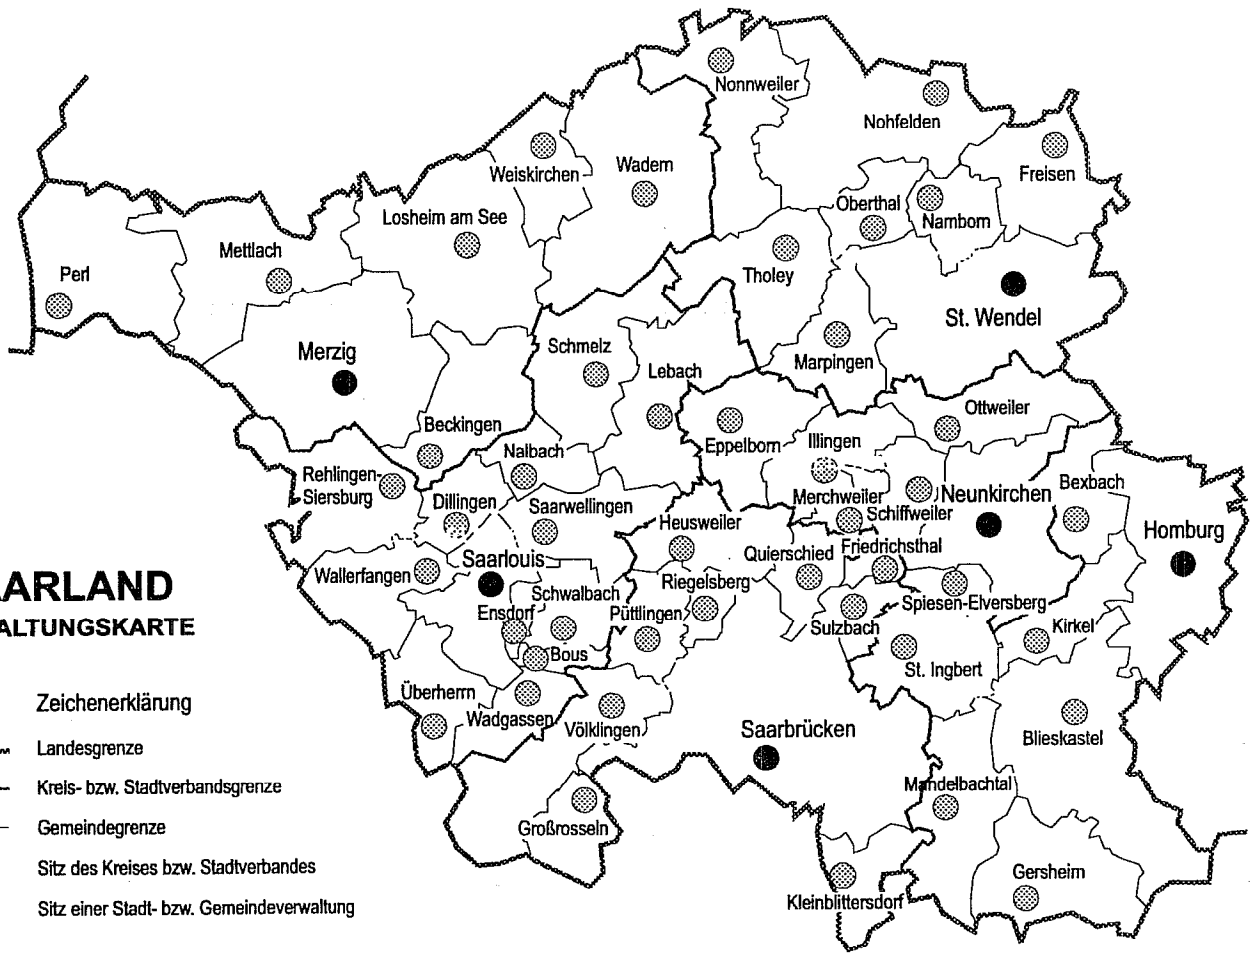 Nonnweiler
Nohfelden
Weiskirchen
Wadern
Freisen
Losheim am See
Oberthal
Namborn
Mettlach
Perl
Tholey
St. Wendel
Merzig
Schmelz
Marpingen
Lebach
Ottweiler
Beckingen
Eppelborn
Illingen
Nalbach
Rehlingen-
Siersburg
Dillingen
Saarwellingen
Merchweiler
Schiffweiler
Neunkirchen
Bexbach
Heusweiler
Homburg
Quierschied
Friedrichsthal
Saarlouis
Wallerfangen
Riegelsberg
ARLAND
Schwalbach
Ensdorf
Püttlingen
Spiesen-Elversberg
ALTUNGSKARTE
Sulzbach
Kirkel
Bous
St. Ingbert
Überherrn
Zeichenerklärung
Wadgassen
Völklingen
Saarbrücken
Blieskastel
Landesgrenze
Kreis- bzw. Stadtverbandsgrenze
Mandelbachtal
Gemeindegrenze
Großrosseln
Sitz des Kreises bzw. Stadtverbandes
Gersheim
Kleinblittersdorf
Sitz einer Stadt- bzw. Gemeindeverwaltung